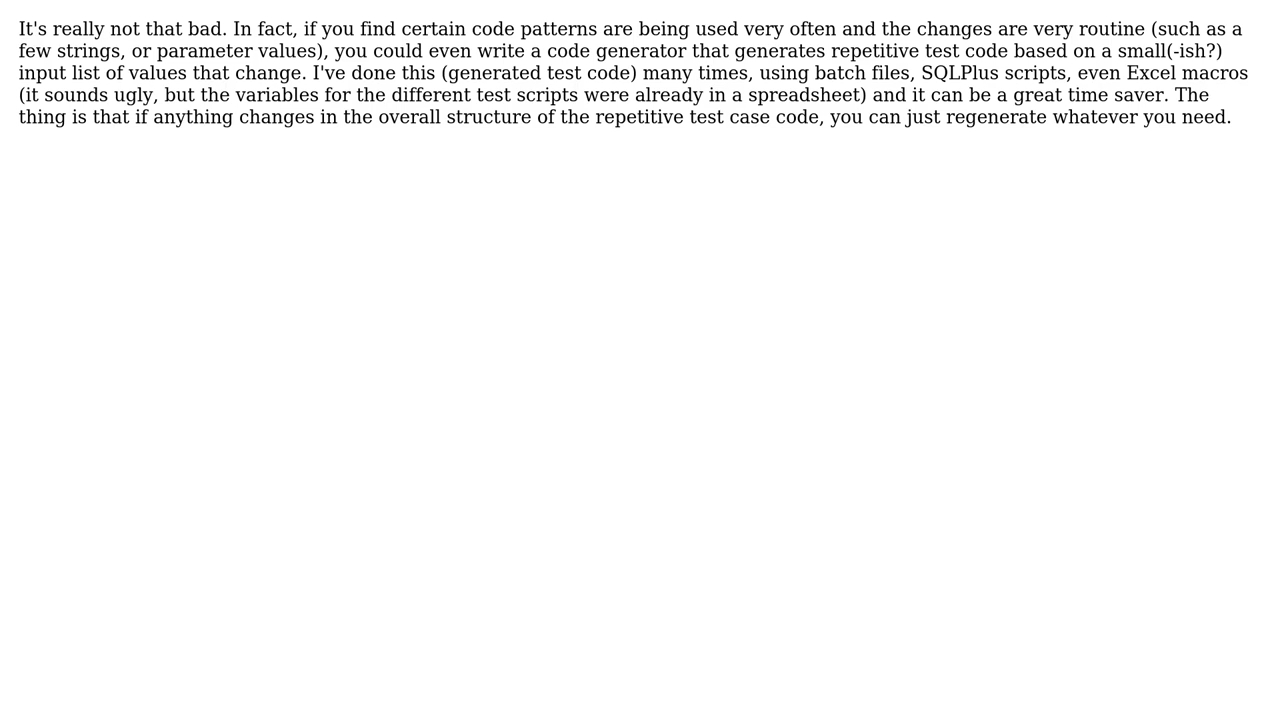 It's really not that bad. In fact, if you find certain code patterns are being used very often and the changes are very routine (such as a
few strings, or parameter values), you could even write a code generator that generates repetitive test code based on a small(-ish?)
input list of values that change. I've done this (generated test code) many times, using batch files, SQLPlus scripts, even Excel macros
(it sounds ugly, but the variables for the different test scripts were already in a spreadsheet) and it can be a great time saver. The
thing is that if anything changes in the overall structure of the repetitive test case code, you can just regenerate whatever you need.